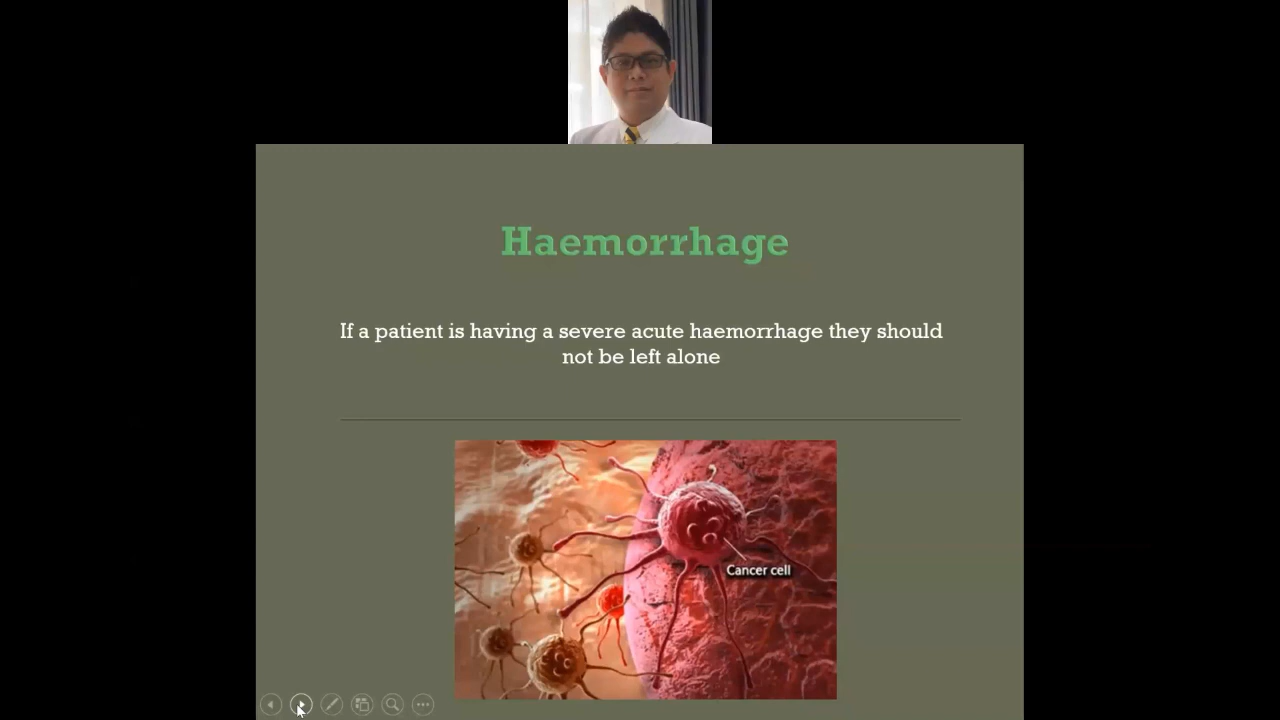 Haemorrhage
If a patient is having a severe acute haemorrhage they should
not be left alone
Cancer cell